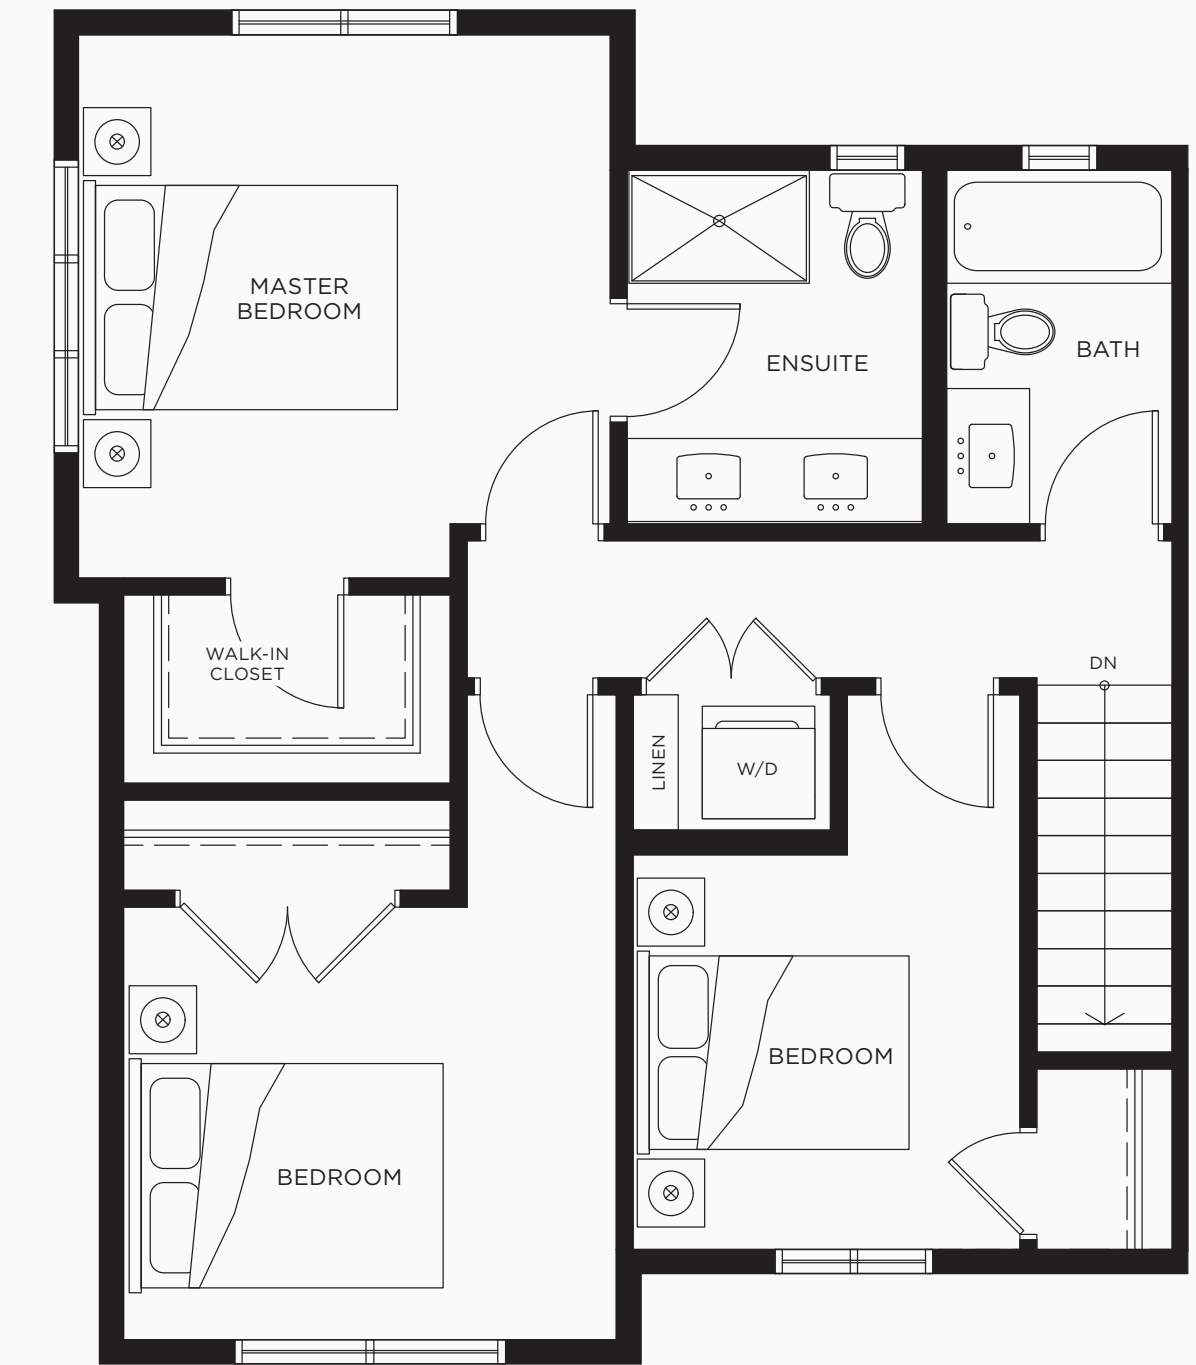 MASTER
BEDROOM
ENSUITE
BATH
WALK-IN
CLOSET
DN
LINEN
W/D
BEDROOM
BEDROOM